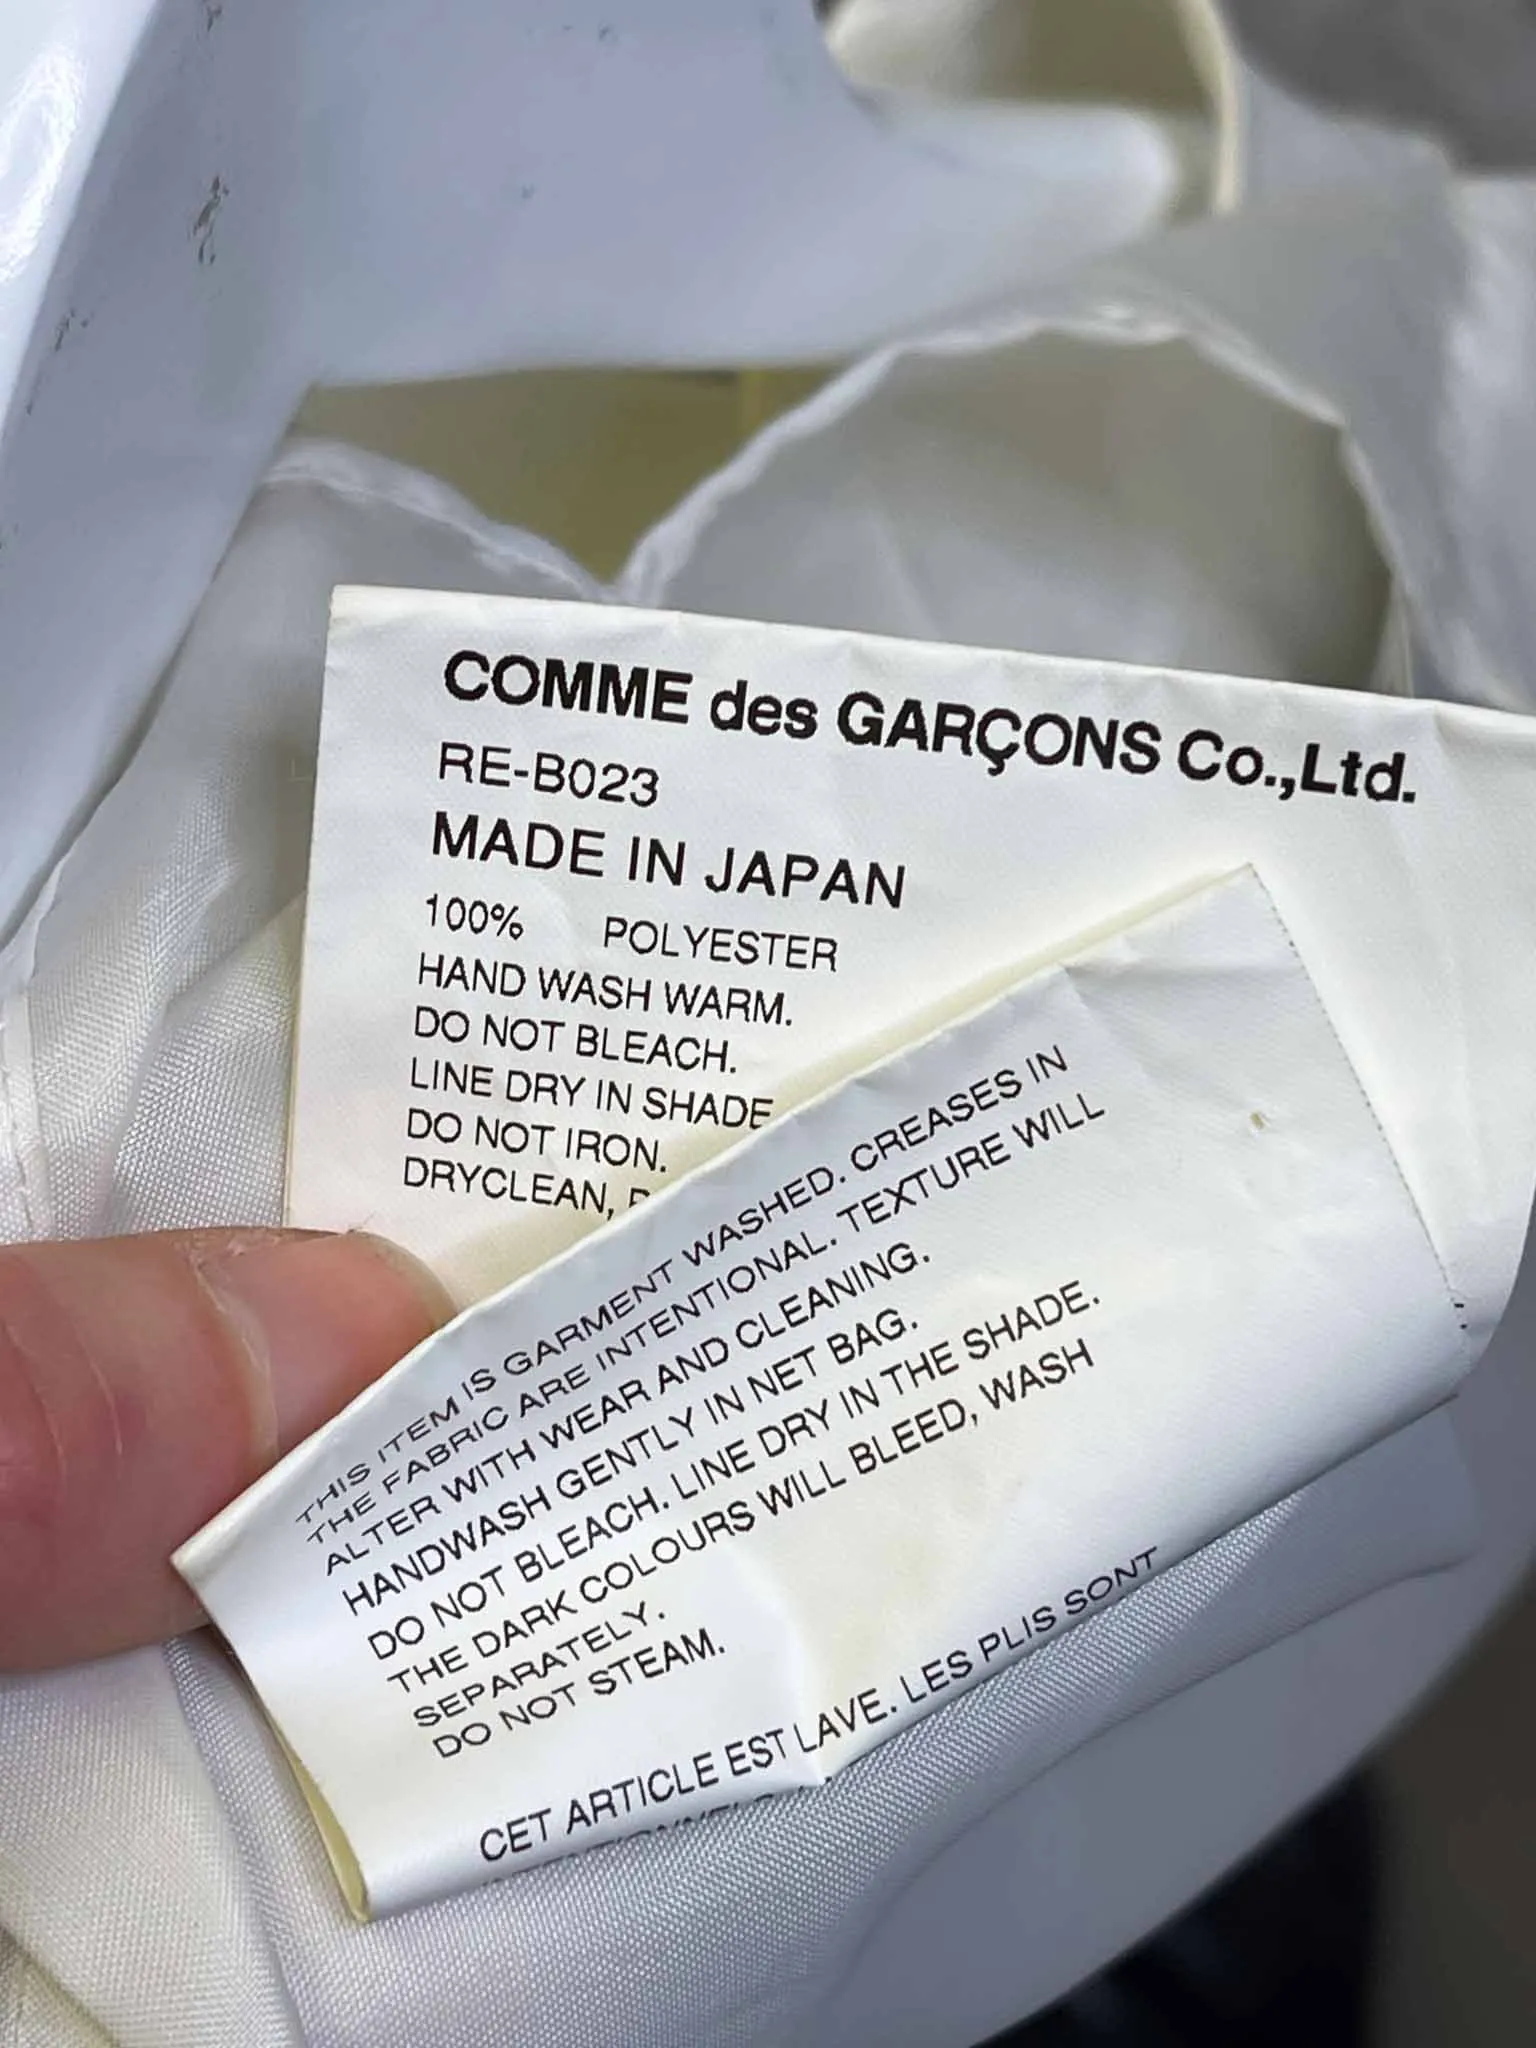 COMME des GARÇONS Co.,Ltd.
RE-B023
MADE IN JAPAN
100% POLYESTER
HAND WASH WARM.
DO NOT BLEACH.
LINE DRY IN SHADE
DO NOT IRON.
DRYCLEAN,
THIS ITEM IS GARMENT WASHED. CREASES IN
THE FABRIC ARE INTENTIONAL. TEXTURE WILL
ALTER WITH WEAR AND CLEANING.
HANDWASH GENTLY IN NET BAG.
DO NOT BLEACH. LINE DRY IN THE SHADE.
THE DARK COLOURS WILL BLEED, WASH
SEPARATELY.
DO NOT STEAM.
CET ARTICLE EST LAVE. LES PLIS SONT